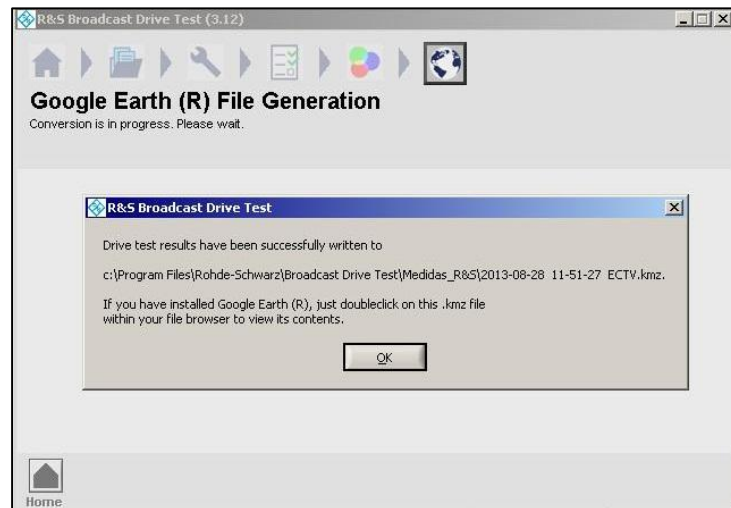 R&S Broadcast Drive Test (3.12)
Google Earth (R) File Generation
Conversion is in progress. Please wait.
R&S Broadcast Drive Test
Drive test results have been successfully written to
c:\Program Files\Rohde-Schwarz\Broadcast Drive Test\Medidas_R&S\2013-08-28 11-51-27 ECTV.kmz.
If you have installed Google Earth (R), just doubleclick on this .kmz file
within your file browser to view its contents.
OK
Home